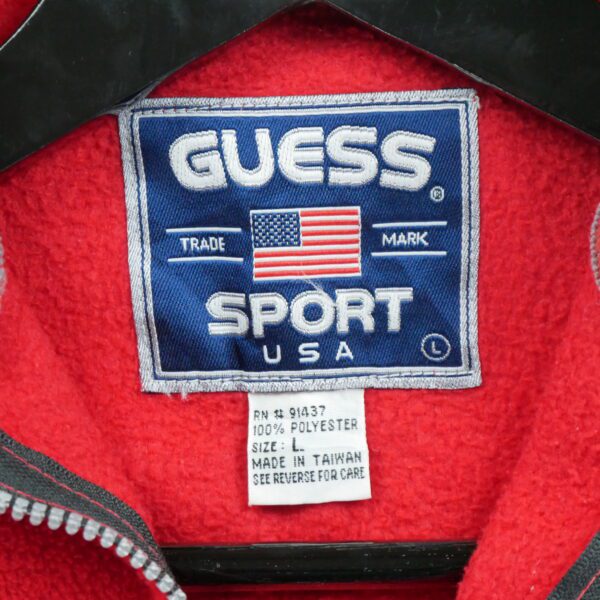 GUESS ®
TRADE MARK
SPORT
USA Ⓛ
RN # 91437
100% POLYESTER
SIZE: L
MADE IN TAIWAN
SEE REVERSE FOR CARE